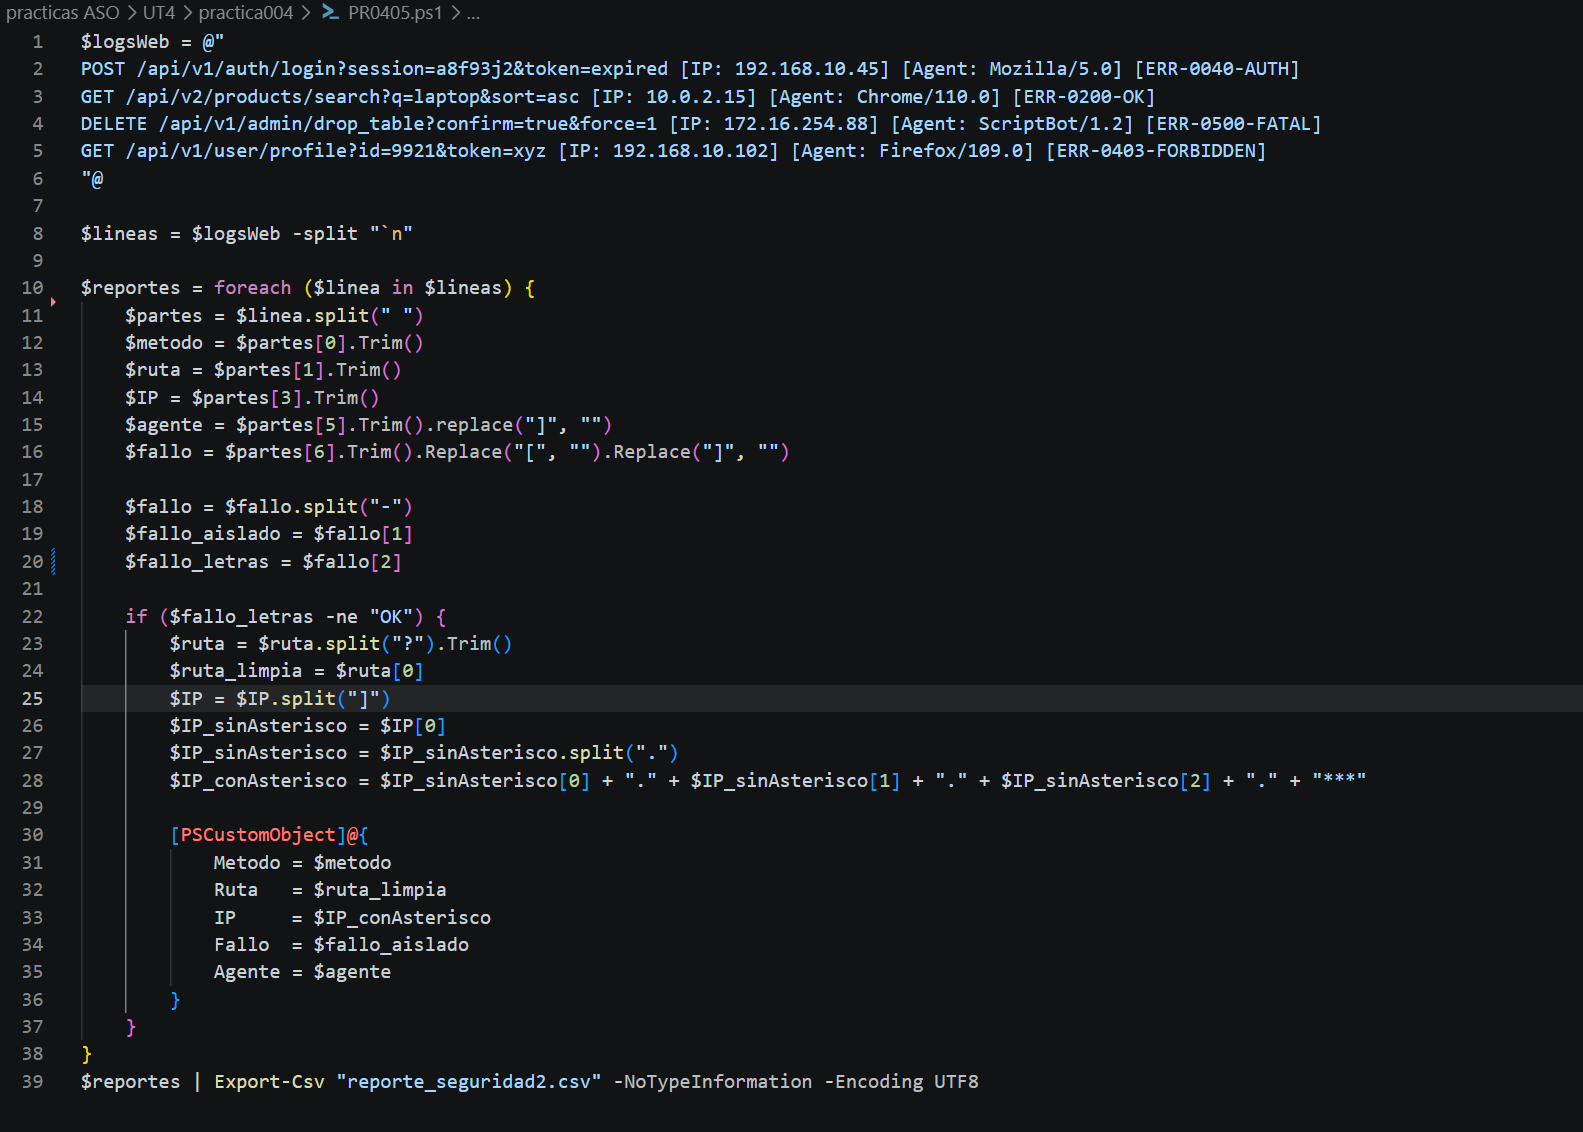 practicas ASO > UT4 > practica004 > PR0405.ps1 > ...
1 $logsWeb = @"
2 POST /api/v1/auth/login?session=a8f93j2&token=expired [IP: 192.168.10.45] [Agent: Mozilla/5.0] [ERR-0040-AUTH]
3 GET /api/v2/products/search?q=laptop&sort=asc [IP: 10.0.2.15] [Agent: Chrome/110.0] [ERR-0200-OK]
4 DELETE /api/v1/admin/drop_table?confirm=true&force=1 [IP: 172.16.254.88] [Agent: ScriptBot/1.2] [ERR-0500-FATAL]
5 GET /api/v1/user/profile?id=9921&token=xyz [IP: 192.168.10.102] [Agent: Firefox/109.0] [ERR-0403-FORBIDDEN]
6 "@
7
8 $lineas = $logsWeb -split "`n"
9
10 $reportes = foreach ($linea in $lineas) {
11     $partes = $linea.split(" ")
12     $metodo = $partes[0].Trim()
13     $ruta = $partes[1].Trim()
14     $IP = $partes[3].Trim()
15     $agente = $partes[5].Trim().replace("]", "")
16     $fallo = $partes[6].Trim().Replace("[", "").Replace("]", "")
17
18     $fallo = $fallo.split("-")
19     $fallo_aislado = $fallo[1]
20     $fallo_letras = $fallo[2]
21
22     if ($fallo_letras -ne "OK") {
23         $ruta = $ruta.split("?").Trim()
24         $ruta_limpia = $ruta[0]
25         $IP = $IP.split("]")
26         $IP_sinAsterisco = $IP[0]
27         $IP_sinAsterisco = $IP_sinAsterisco.split(".")
28         $IP_conAsterisco = $IP_sinAsterisco[0] + "." + $IP_sinAsterisco[1] + "." + $IP_sinAsterisco[2] + "." + "***"
29
30         [PSCustomObject]@{
31             Metodo = $metodo
32             Ruta   = $ruta_limpia
33             IP     = $IP_conAsterisco
34             Fallo  = $fallo_aislado
35             Agente = $agente
36         }
37     }
38 }
39 $reportes | Export-Csv "reporte_seguridad2.csv" -NoTypeInformation -Encoding UTF8